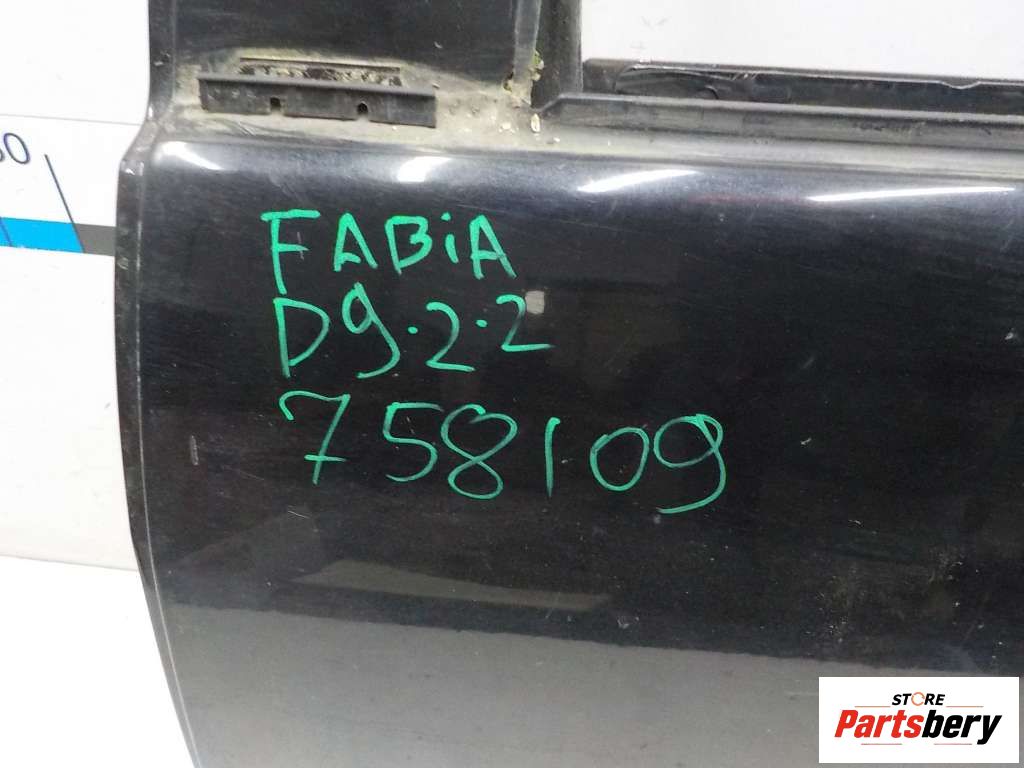 FABiA
D9.2.2
758109
STORE
Partsbery